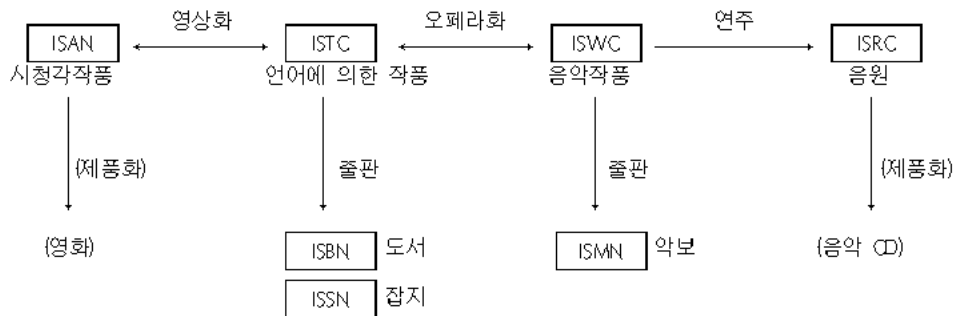 영상화 오페라화 연주
ISAN ISTC ISWC ISRC
시청각작품 언어에 의한 작품 음악작품 음원
(제품화) 줄판 줄판 (제품화)
(영화) ISBN 도서 ISMN 악보 (음악 CD)
ISSN 잡지